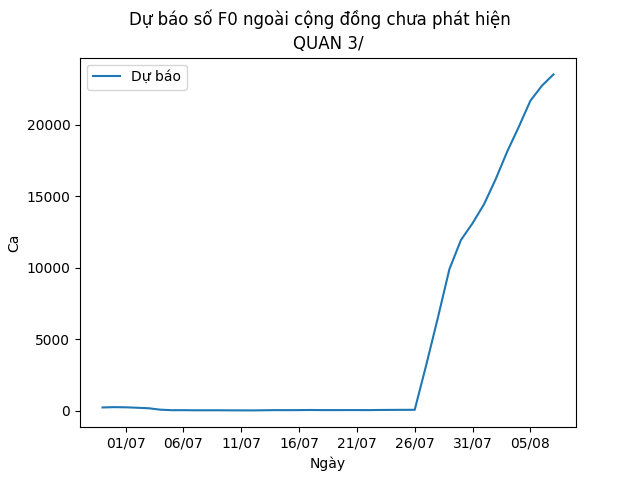 Dự báo số F0 ngoài cộng đồng chưa phát hiện
QUAN 3/
Dự báo
20000
15000
10000
5000
0
Ca
01/07 06/07 11/07 16/07 21/07 26/07 31/07 05/08
Ngày